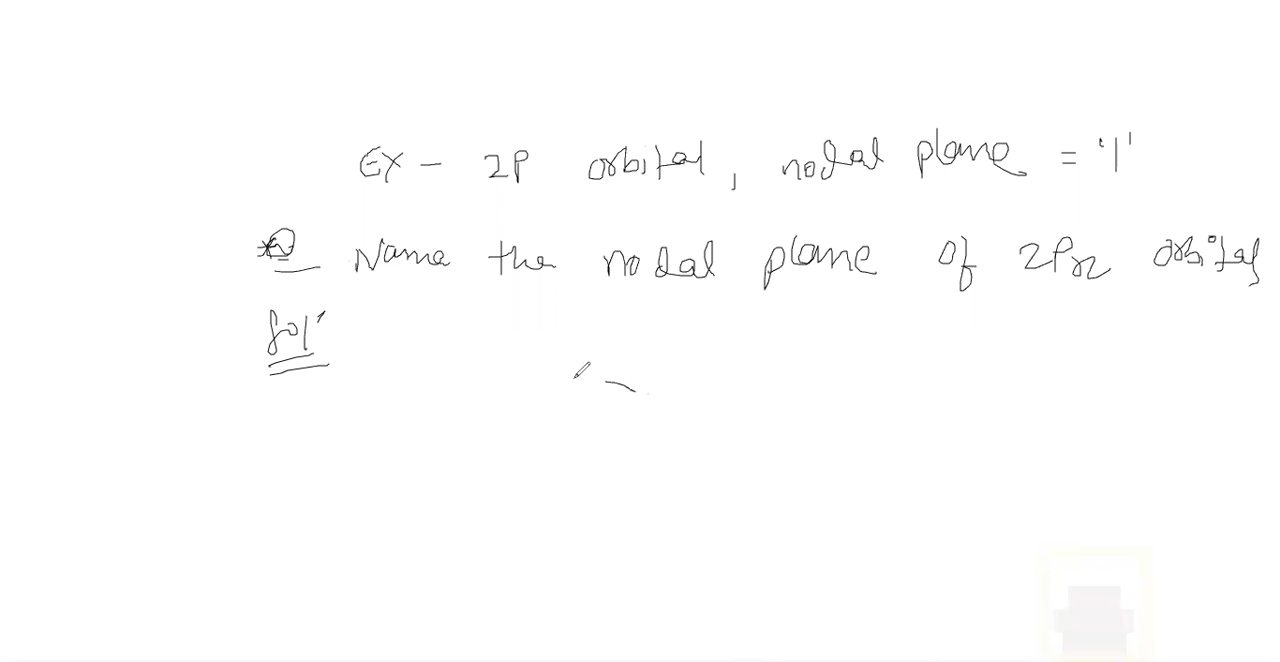 Ex - 2P orbital, nodal plane = '1'
Q Name the nodal plane of 2Px orbital
Sol'